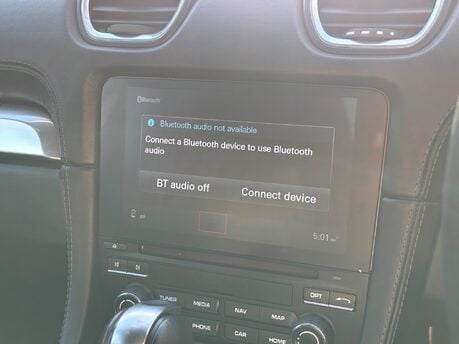 Bluetooth
Bluetooth audio not available
Connect a Bluetooth device to use Bluetooth
audio
BT audio off Connect device
5:01
TUNER MEDIA NAV MAP OPT
PHONE CAR HOME